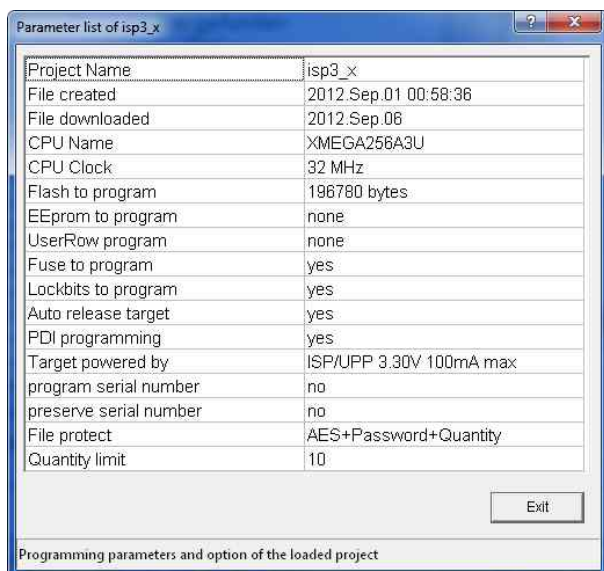 Parameter list of isp3_x
Project Name isp3_x
File created 2012.Sep.01 00:58:36
File downloaded 2012.Sep.06
CPU Name XMEGA256A3U
CPU Clock 32 MHz
Flash to program 196780 bytes
EEprom to program none
UserRow program none
Fuse to program yes
Lockbits to program yes
Auto release target yes
PDI programming yes
Target powered by ISP/UPP 3.30V 100mA max
program serial number no
preserve serial number no
File protect AES+Password+Quantity
Quantity limit 10
Exit
Programming parameters and option of the loaded project